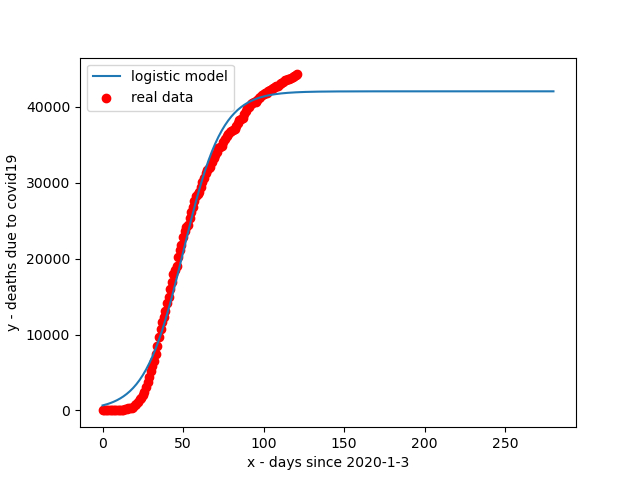 logistic model
real data
40000
30000
20000
10000
0
y - deaths due to covid19
0 50 100 150 200 250
x - days since 2020-1-3